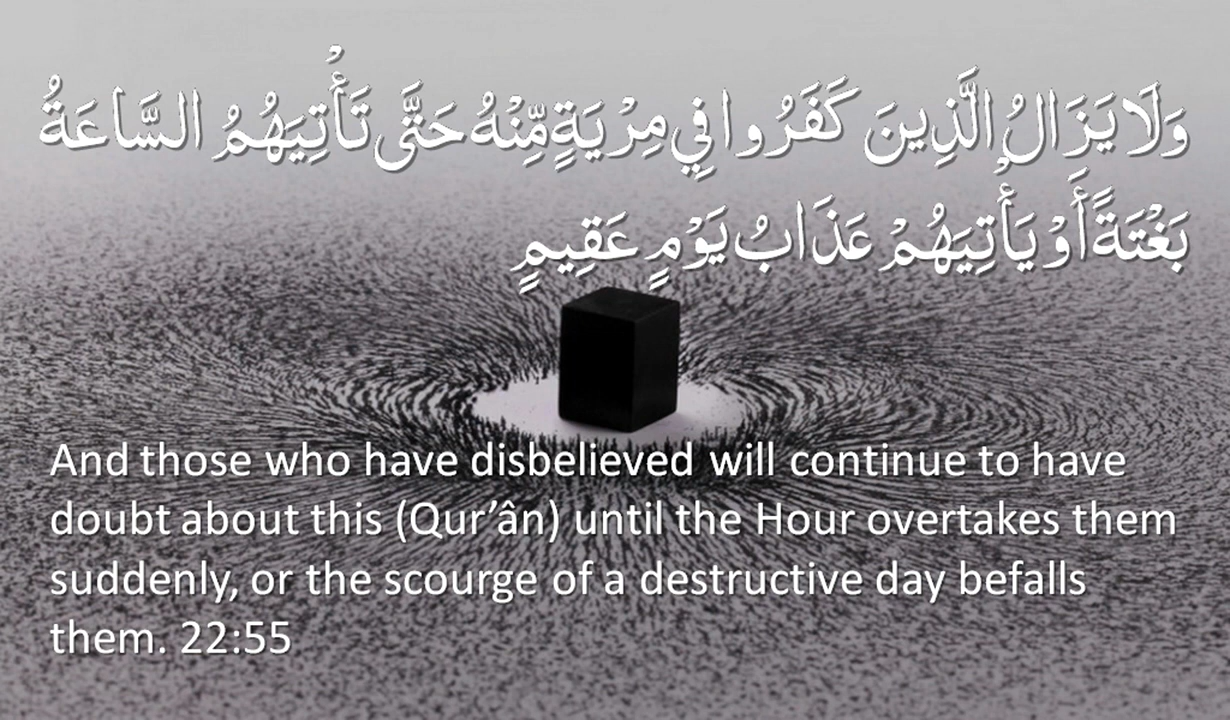 وَلَا يَزَالُ الَّذِينَ كَفَرُوا فِي مِرْيَةٍ مِّنْهُ حَتَّى تَأْتِيَهُمُ السَّاعَةُ
بَغْتَةً أَوْ يَأْتِيَهُمْ عَذَابُ يَوْمٍ عَقِيمٍ
And those who have disbelieved will continue to have
doubt about this (Qur’ân) until the Hour overtakes them
suddenly, or the scourge of a destructive day befalls
them. 22:55